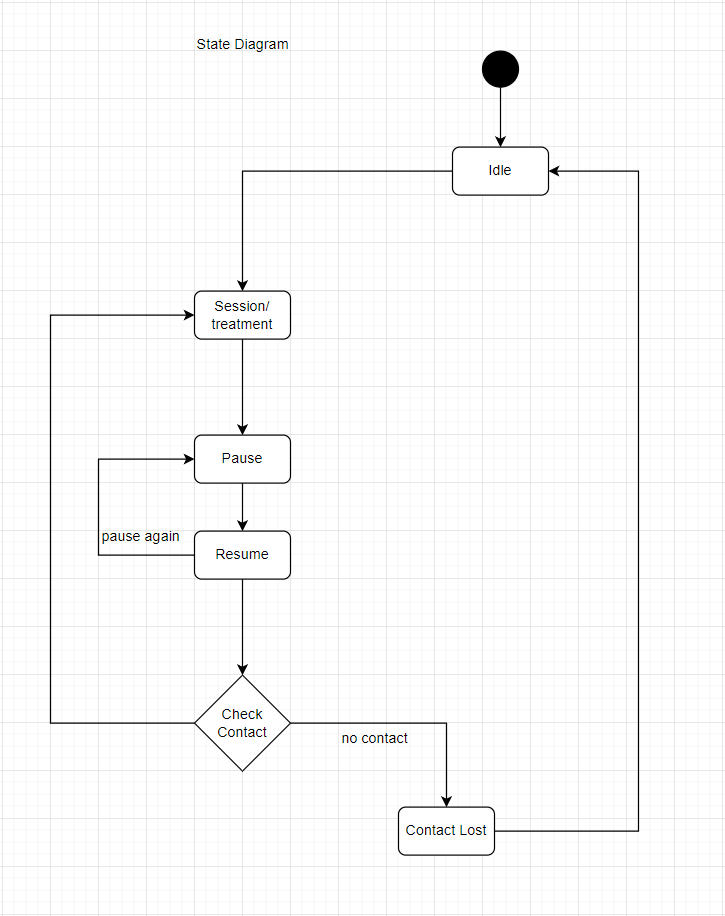 State Diagram
Idle
Session/
treatment
Pause
pause again
Resume
Check
Contact
no contact
Contact Lost